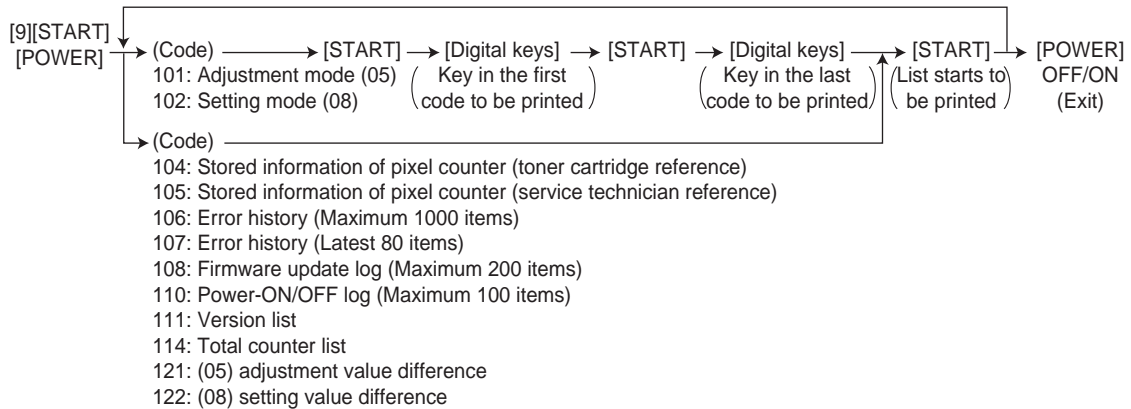 [9][START]
[POWER]
(Code) [START] [Digital keys] [START] [Digital keys] [START] [POWER]
101: Adjustment mode (05) (Key in the first (Key in the last (List starts to OFF/ON
102: Setting mode (08) code to be printed) code to be printed) be printed) (Exit)
(Code)
104: Stored information of pixel counter (toner cartridge reference)
105: Stored information of pixel counter (service technician reference)
106: Error history (Maximum 1000 items)
107: Error history (Latest 80 items)
108: Firmware update log (Maximum 200 items)
110: Power-ON/OFF log (Maximum 100 items)
111: Version list
114: Total counter list
121: (05) adjustment value difference
122: (08) setting value difference